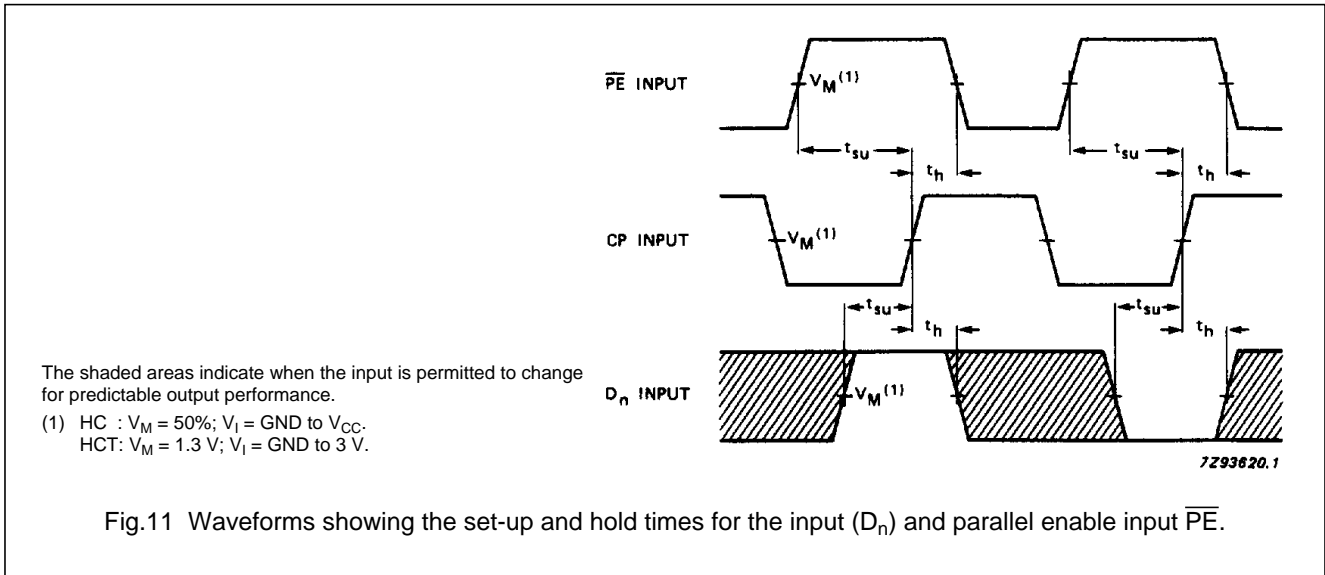 PE INPUT
V_M (1)
t_su
t_su
t_h
t_h
CP INPUT
V_M (1)
t_su
t_su
t_h
t_h
D_n INPUT
V_M (1)
7Z93620.1
The shaded areas indicate when the input is permitted to change
for predictable output performance.
(1) HC : V_M = 50%; V_I = GND to V_CC.
HCT: V_M = 1.3 V; V_I = GND to 3 V.
Fig.11 Waveforms showing the set-up and hold times for the input (D_n) and parallel enable input PE.